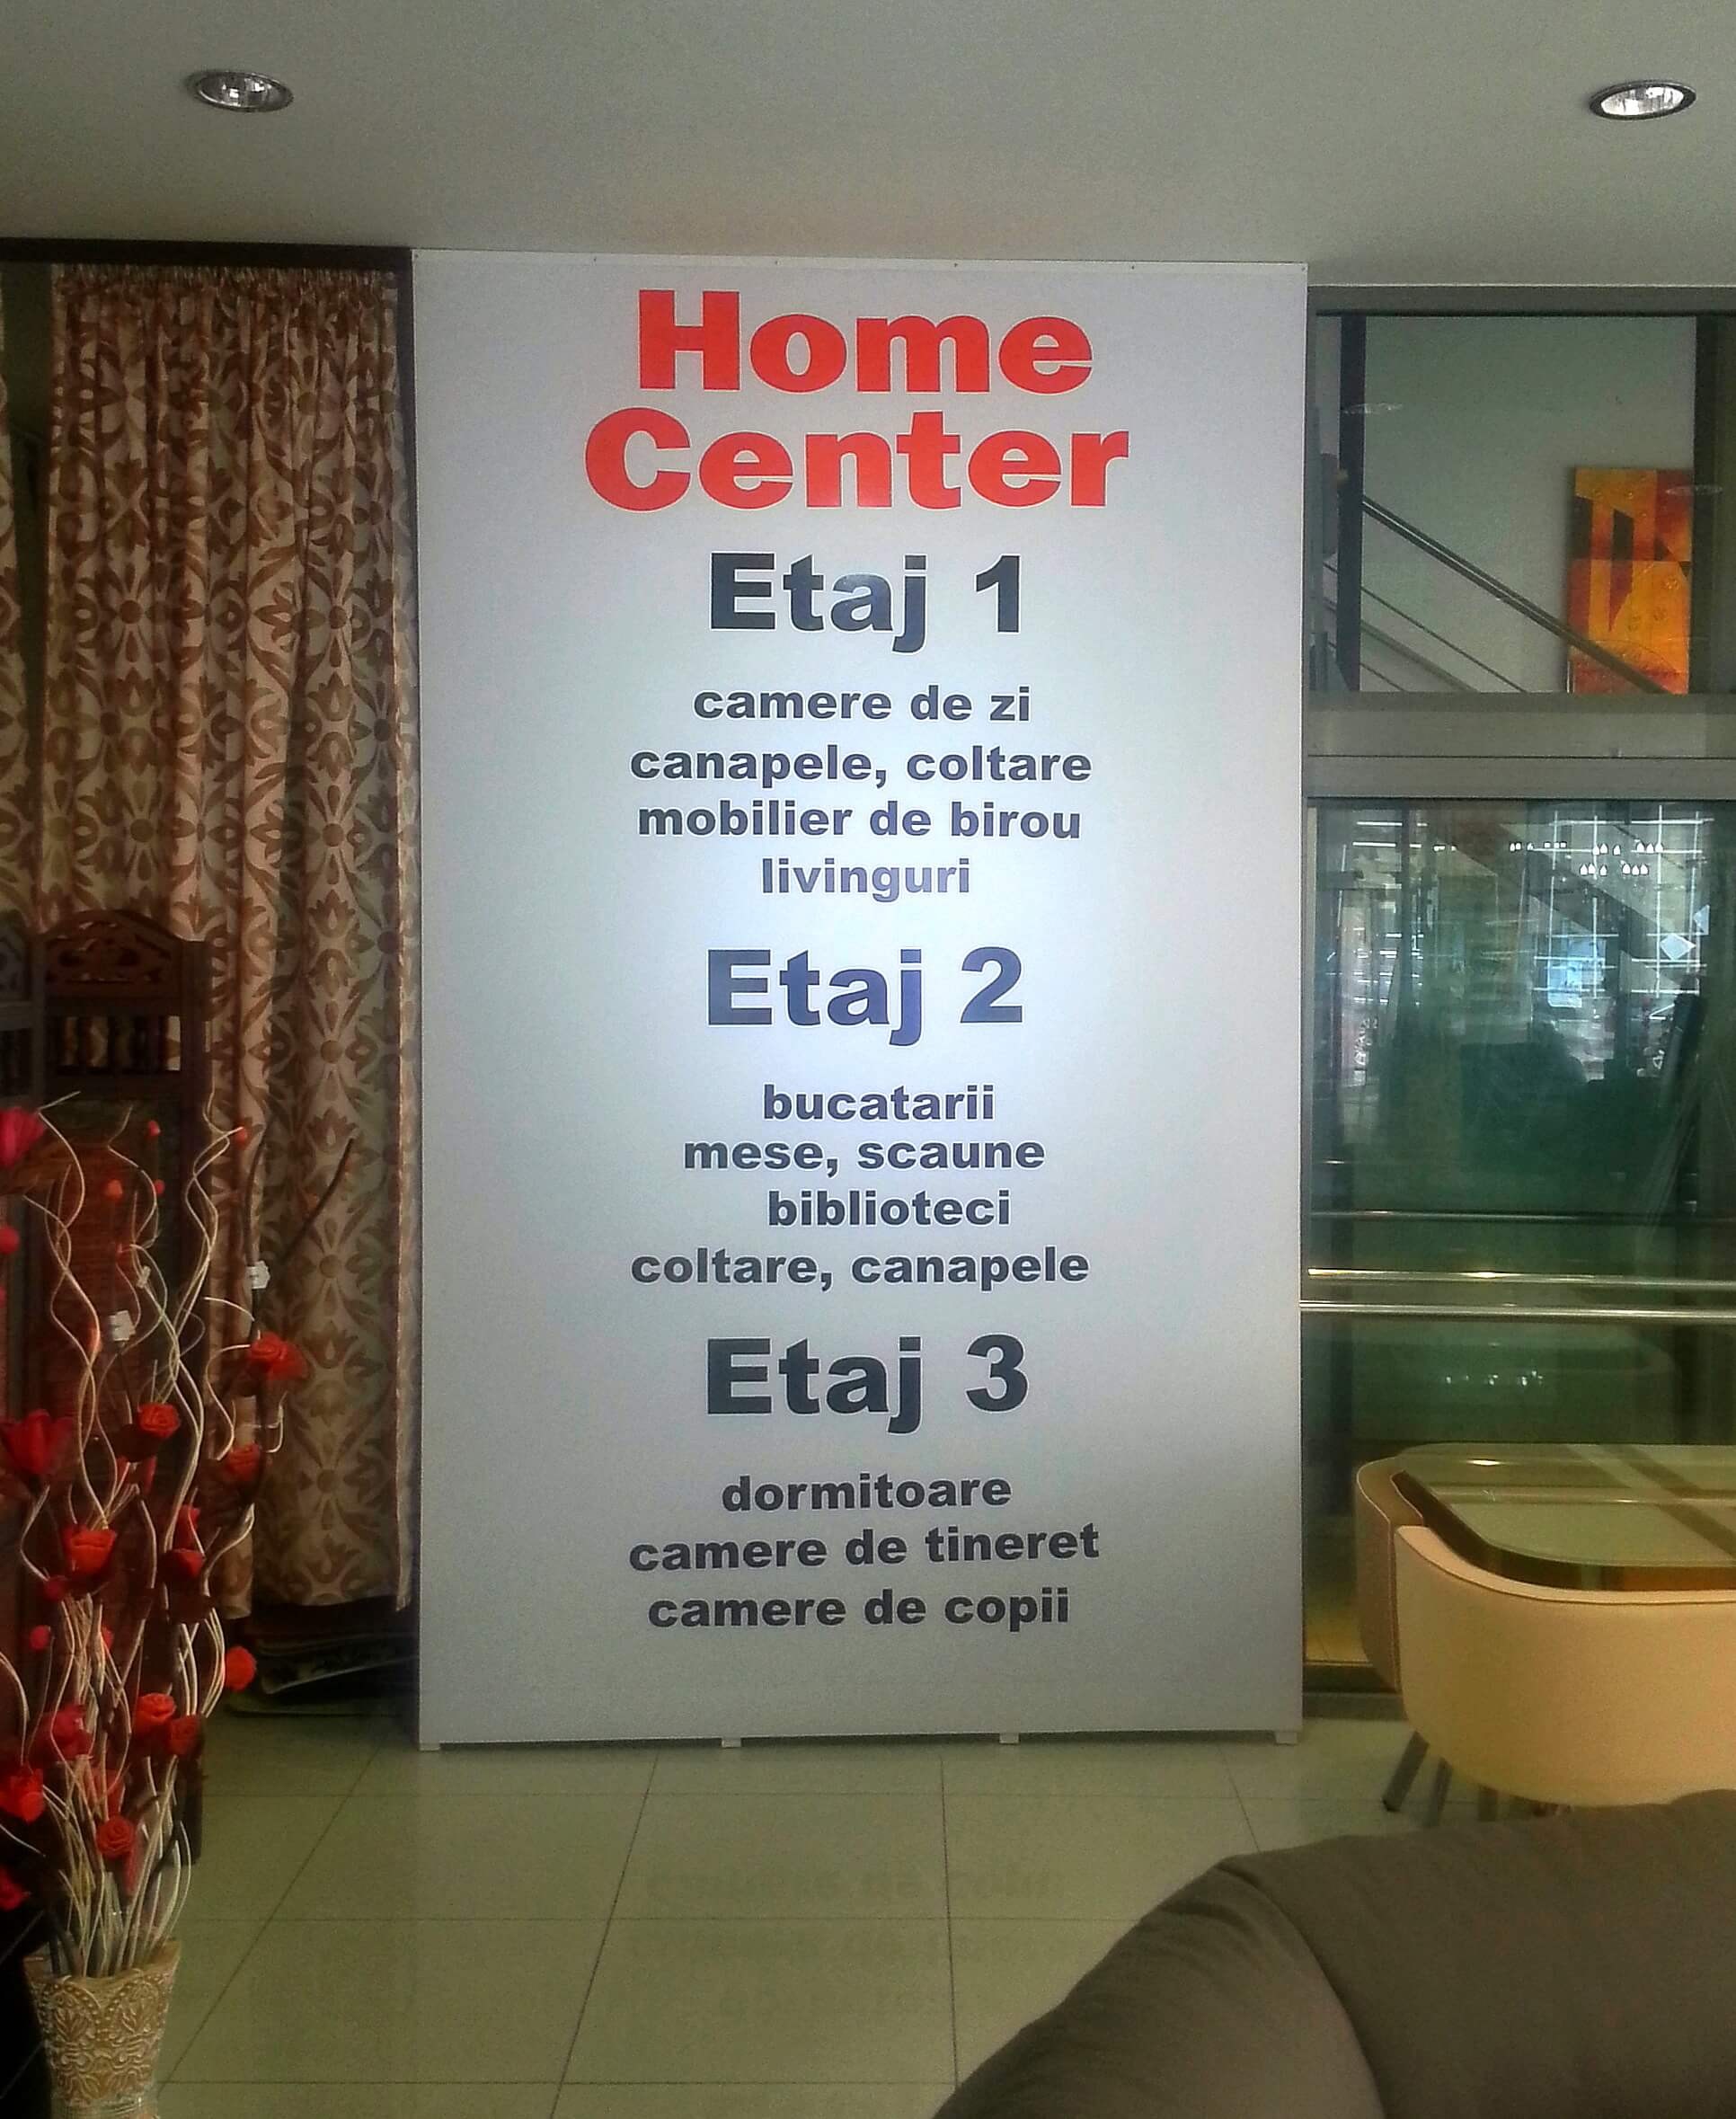 Home
Center
Etaj 1
camere de zi
canapele, coltare
mobilier de birou
livinguri
Etaj 2
bucatarii
mese, scaune
biblioteci
coltare, canapele
Etaj 3
dormitoare
camere de tineret
camere de copii